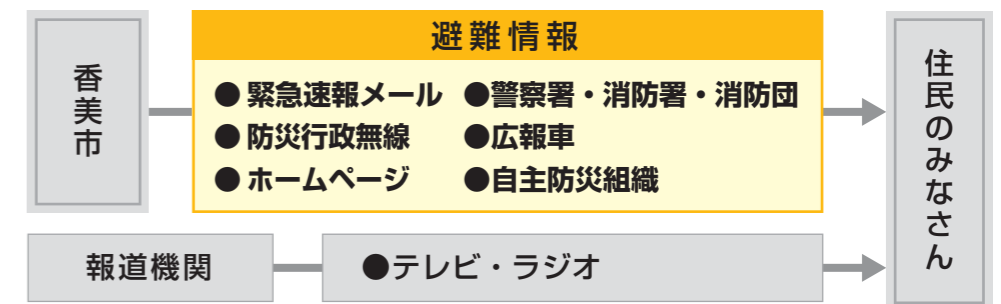 香美市
避難情報
● 緊急速報メール ●警察署・消防署・消防団
● 防災行政無線 ●広報車
● ホームページ ●自主防災組織
住民のみなさん
報道機関
●テレビ・ラジオ